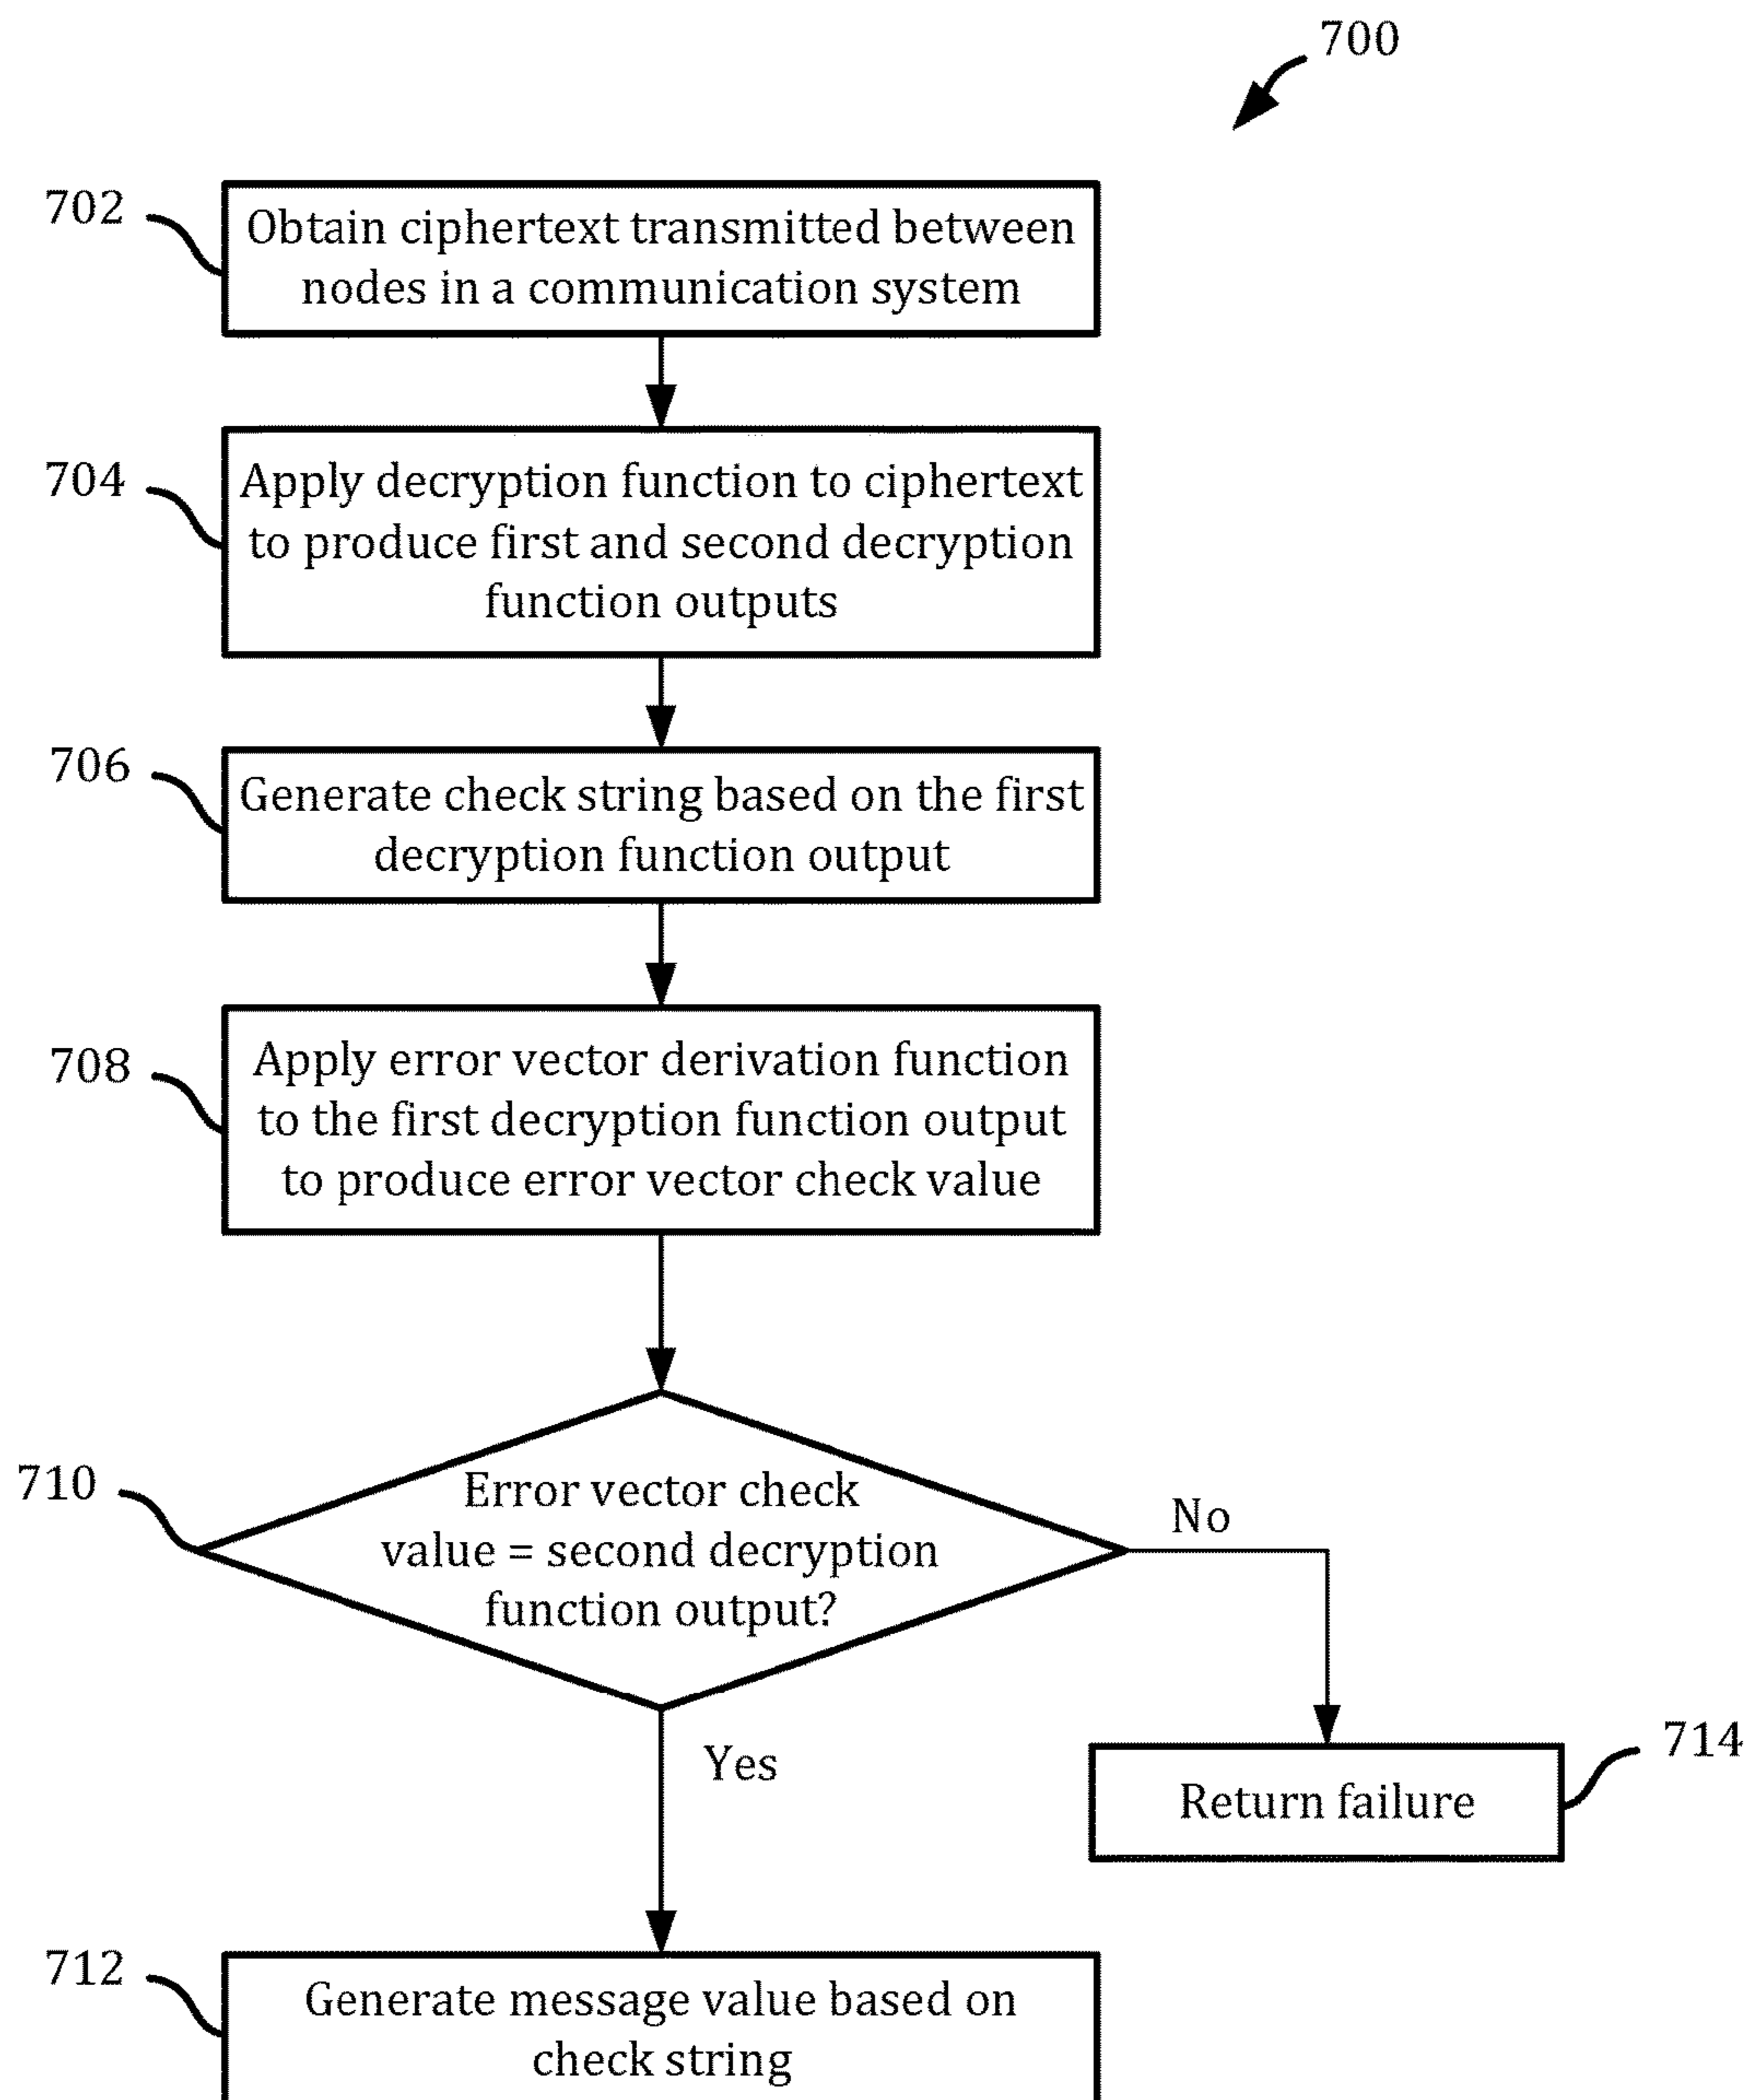 700
702
Obtain ciphertext transmitted between
nodes in a communication system
704
Apply decryption function to ciphertext
to produce first and second decryption
function outputs
706
Generate check string based on the first
decryption function output
708
Apply error vector derivation function
to the first decryption function output
to produce error vector check value
710
Error vector check
value = second decryption
function output?
No
Yes
714
Return failure
712
Generate message value based on
check string